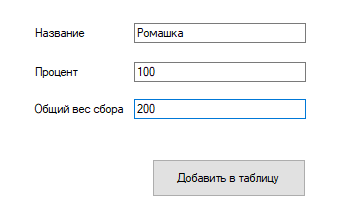 Название Ромашка
Процент 100
Общий вес сбора 200
Добавить в таблицу